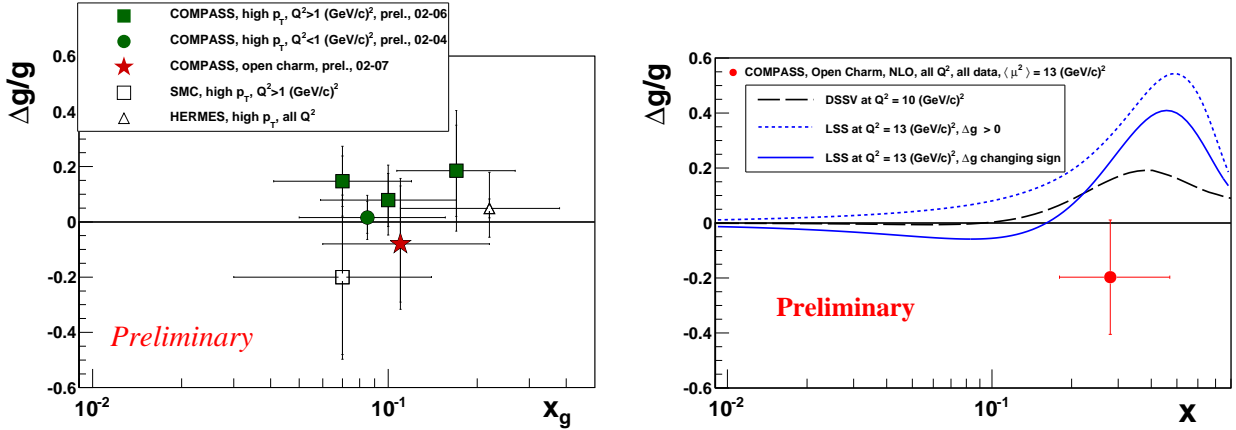 COMPASS, high p_T, Q²>1 (GeV/c)², prel., 02-06
COMPASS, high p_T, Q²<1 (GeV/c)², prel., 02-04
COMPASS, open charm, prel., 02-07
SMC, high p_T, Q²>1 (GeV/c)²
HERMES, high p_T, all Q²
Δg/g
0.6
0.4
0.2
0
-0.2
-0.4
-0.6
Preliminary
10⁻²
10⁻¹
x_g
Δg/g
0.6
0.4
0.2
0
-0.2
-0.4
-0.6
COMPASS, Open Charm, NLO, all Q², all data, ⟨ μ² ⟩ = 13 (GeV/c)²
DSSV at Q² = 10 (GeV/c)²
LSS at Q² = 13 (GeV/c)², Δg > 0
LSS at Q² = 13 (GeV/c)², Δg changing sign
Preliminary
10⁻²
10⁻¹
x